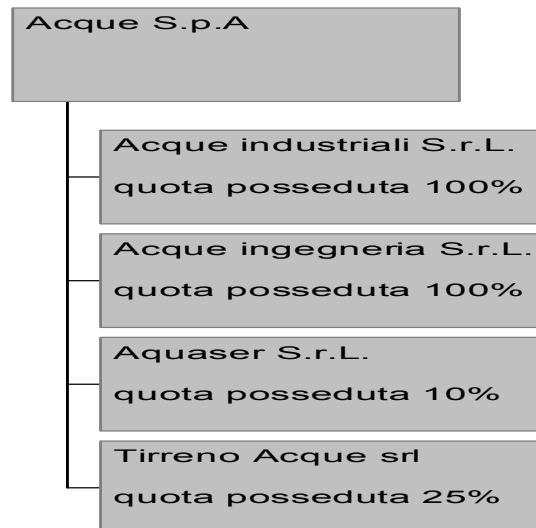 Acque S.p.A
Acque industriali S.r.L.
quota posseduta 100%
Acque ingegneria S.r.L.
quota posseduta 100%
Aquaser S.r.L.
quota posseduta 10%
Tirreno Acque srl
quota posseduta 25%